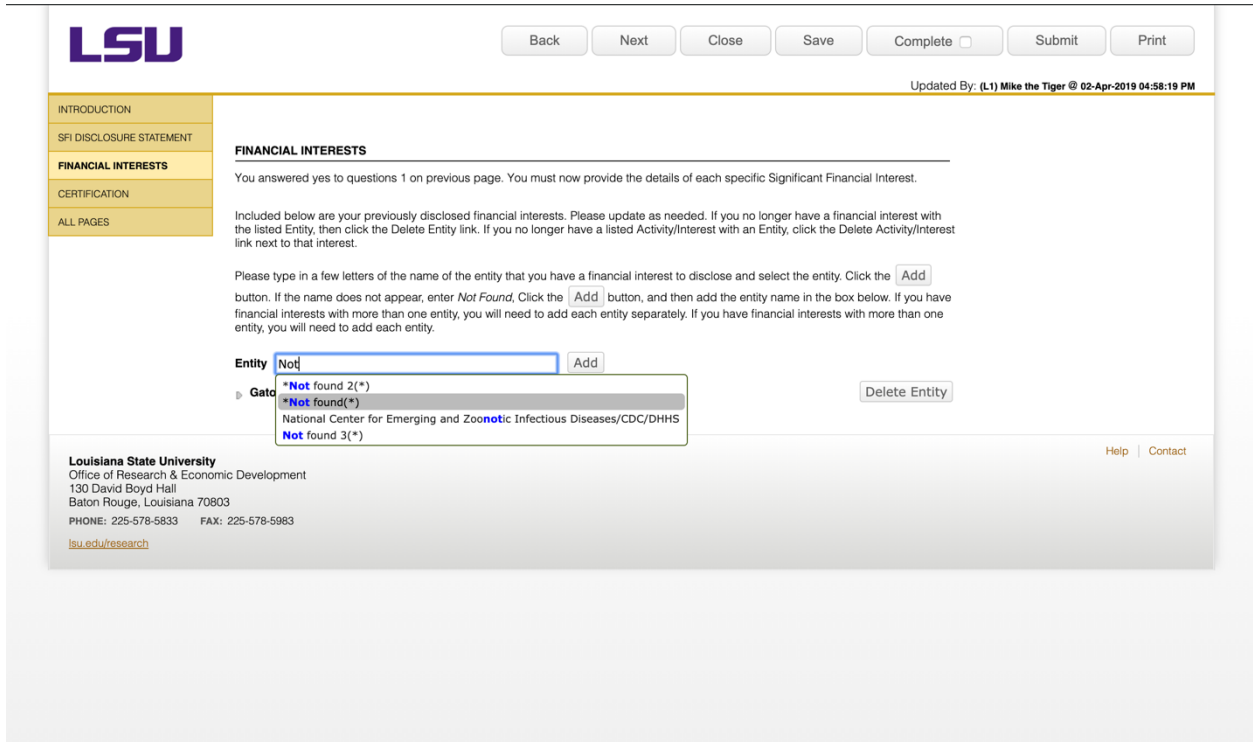 LSU
Back Next Close Save Complete Submit Print
Updated By: (L1) Mike the Tiger @ 02-Apr-2019 04:58:19 PM
INTRODUCTION
SFI DISCLOSURE STATEMENT
FINANCIAL INTERESTS
CERTIFICATION
ALL PAGES
FINANCIAL INTERESTS
You answered yes to questions 1 on previous page. You must now provide the details of each specific Significant Financial Interest.
Included below are your previously disclosed financial interests. Please update as needed. If you no longer have a financial interest with
the listed Entity, then click the Delete Entity link. If you no longer have a listed Activity/Interest with an Entity, click the Delete Activity/Interest
link next to that interest.
Please type in a few letters of the name of the entity that you have a financial interest to disclose and select the entity. Click the Add
button. If the name does not appear, enter Not Found, Click the Add button, and then add the entity name in the box below. If you have
financial interests with more than one entity, you will need to add each entity separately. If you have financial interests with more than one
entity, you will need to add each entity.
Entity Not Add
Gato Delete Entity
*Not found 2(*)
*Not found(*)
National Center for Emerging and Zoonotic Infectious Diseases/CDC/DHHS
Not found 3(*)
Help Contact
Louisiana State University
Office of Research & Economic Development
130 David Boyd Hall
Baton Rouge, Louisiana 70803
PHONE: 225-578-5833 FAX: 225-578-5983
lsu.edu/research